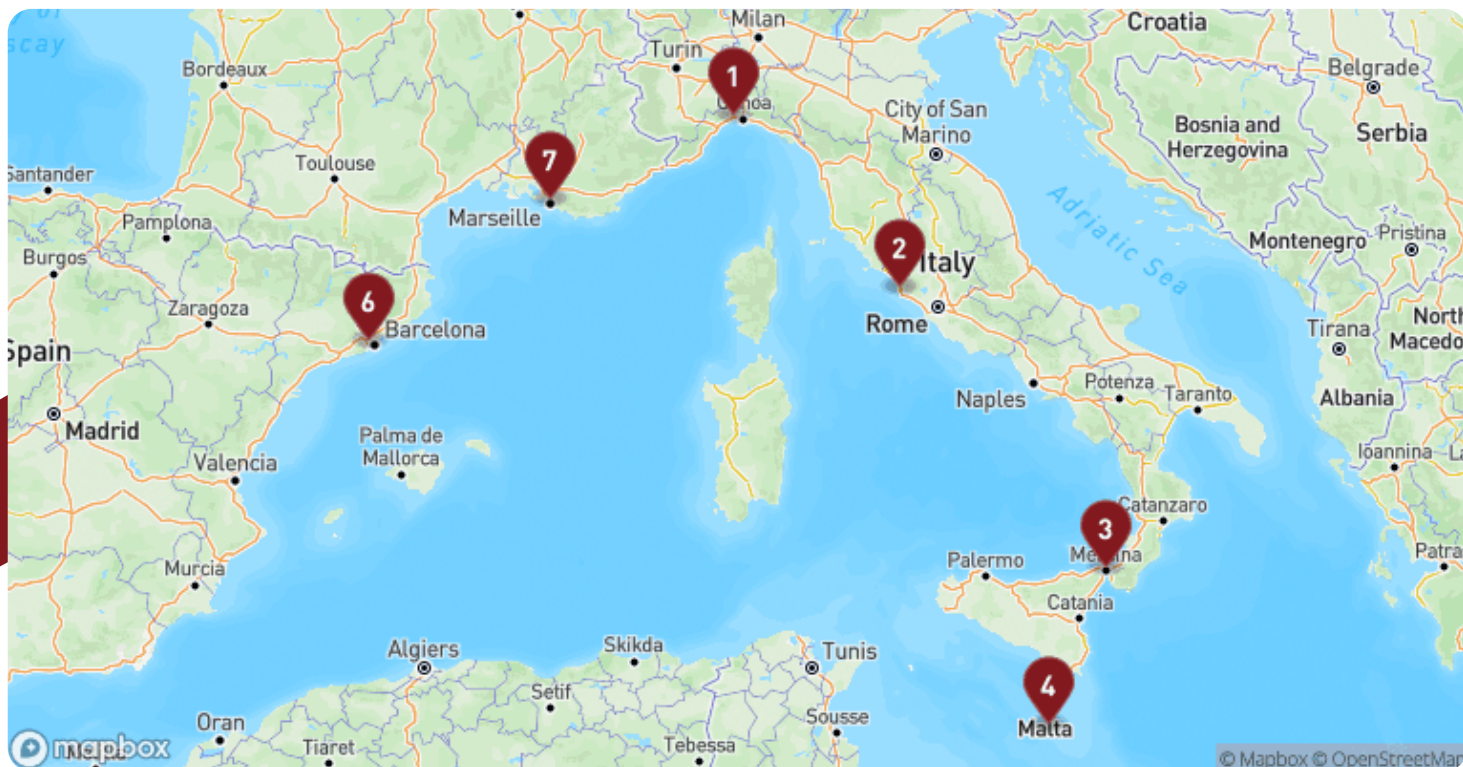 scay
Croatia
Milan
Turin
1
Genoa
Bordeaux
Belgrade
City of San
Marino
Bosnia and
Herzegovina
Serbia
7
Toulouse
Santander
Marseille
Pamplona
Adriatic Sea
Montenegro
Pristina
Burgos
2
Italy
Zaragoza
6
Barcelona
Rome
Tirana
North
Macedo
Spain
Madrid
Naples
Potenza
Taranto
Albania
Palma de
Mallorca
Valencia
Ioannina
La
Catanzaro
3
Messina
Murcia
Palermo
Patra
Catania
Algiers
Skikda
Tunis
Setif
4
Malta
Oran
Sousse
Tiaret
Tebessa
mapbox
© Mapbox © OpenStreetMap